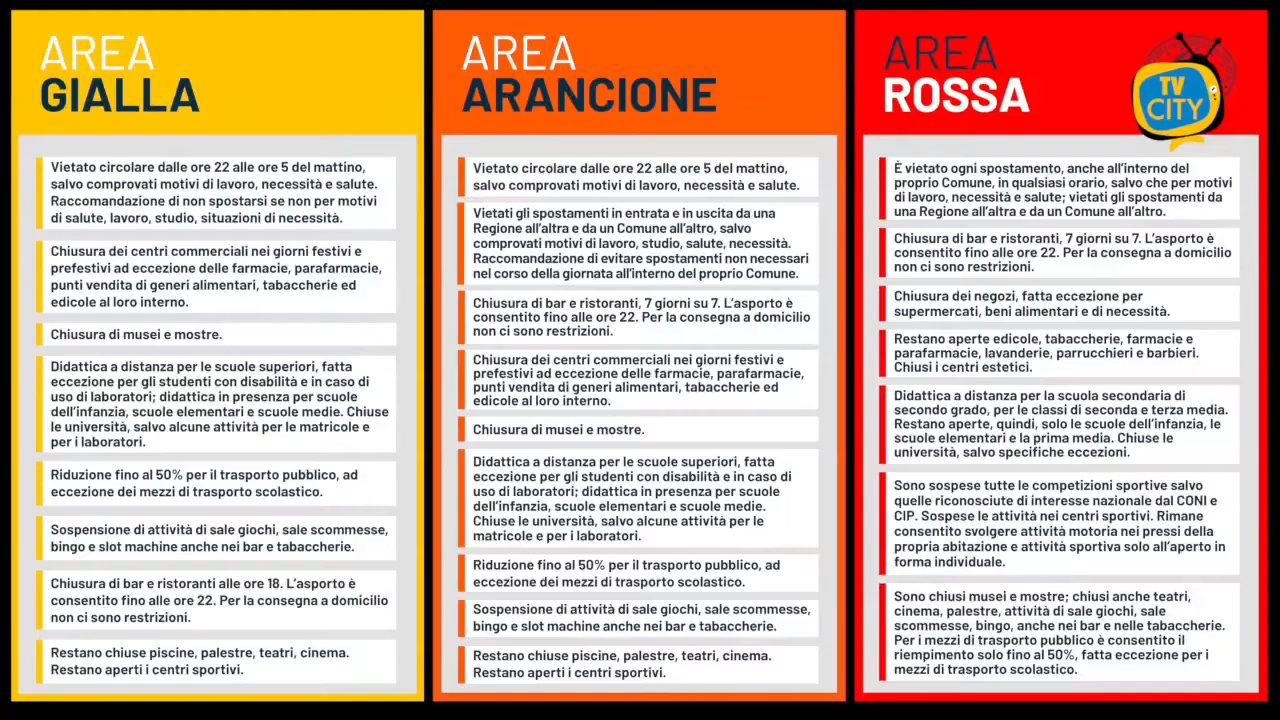 AREA
GIALLA
Vietato circolare dalle ore 22 alle ore 5 del mattino,
salvo comprovati motivi di lavoro, necessità e salute.
Raccomandazione di non spostarsi se non per motivi
di salute, lavoro, studio, situazioni di necessità.
Chiusura dei centri commerciali nei giorni festivi e
prefestivi ad eccezione delle farmacie, parafarmacie,
punti vendita di generi alimentari, tabaccherie ed
edicole al loro interno.
Chiusura di musei e mostre.
Didattica a distanza per le scuole superiori, fatta
eccezione per gli studenti con disabilità e in caso di
uso di laboratori; didattica in presenza per scuole
dell'infanzia, scuole elementari e scuole medie. Chiuse
le università, salvo alcune attività per le matricole e
per i laboratori.
Riduzione fino al 50% per il trasporto pubblico, ad
eccezione dei mezzi di trasporto scolastico.
Sospensione di attività di sale giochi, sale scommesse,
bingo e slot machine anche nei bar e tabaccherie.
Chiusura di bar e ristoranti alle ore 18. L'asporto è
consentito fino alle ore 22. Per la consegna a domicilio
non ci sono restrizioni.
Restano chiuse piscine, palestre, teatri, cinema.
Restano aperti i centri sportivi.
AREA
ARANCIONE
Vietato circolare dalle ore 22 alle ore 5 del mattino,
salvo comprovati motivi di lavoro, necessità e salute.
Vietati gli spostamenti in entrata e in uscita da una
Regione all'altra e da un Comune all'altro, salvo
comprovati motivi di lavoro, studio, salute, necessità.
Raccomandazione di evitare spostamenti non necessari
nel corso della giornata all'interno del proprio Comune.
Chiusura di bar e ristoranti, 7 giorni su 7. L'asporto è
consentito fino alle ore 22. Per la consegna a domicilio
non ci sono restrizioni.
Chiusura dei centri commerciali nei giorni festivi e
prefestivi ad eccezione delle farmacie, parafarmacie,
punti vendita di generi alimentari, tabaccherie ed
edicole al loro interno.
Chiusura di musei e mostre.
Didattica a distanza per le scuole superiori, fatta
eccezione per gli studenti con disabilità e in caso di
uso di laboratori; didattica in presenza per scuole
dell'infanzia, scuole elementari e scuole medie.
Chiuse le università, salvo alcune attività per le
matricole e per i laboratori.
Riduzione fino al 50% per il trasporto pubblico, ad
eccezione dei mezzi di trasporto scolastico.
Sospensione di attività di sale giochi, sale scommesse,
bingo e slot machine anche nei bar e tabaccherie.
Restano chiuse piscine, palestre, teatri, cinema.
Restano aperti i centri sportivi.
AREA
ROSSA
TV
CITY
È vietato ogni spostamento, anche all'interno del
proprio Comune, in qualsiasi orario, salvo che per motivi
di lavoro, necessità e salute; vietati gli spostamenti da
una Regione all'altra e da un Comune all'altro.
Chiusura di bar e ristoranti, 7 giorni su 7. L'asporto è
consentito fino alle ore 22. Per la consegna a domicilio
non ci sono restrizioni.
Chiusura dei negozi, fatta eccezione per
supermercati, beni alimentari e di necessità.
Restano aperte edicole, tabaccherie, farmacie e
parafarmacie, lavanderie, parrucchieri e barbieri.
Chiusi i centri estetici.
Didattica a distanza per la scuola secondaria di
secondo grado, per le classi di seconda e terza media.
Restano aperte, quindi, solo le scuole dell'infanzia, le
scuole elementari e la prima media. Chiuse le
università, salvo specifiche eccezioni.
Sono sospese tutte le competizioni sportive salvo
quelle riconosciute di interesse nazionale dal CONI e
CIP. Sospese le attività nei centri sportivi. Rimane
consentito svolgere attività motoria nei pressi della
propria abitazione e attività sportiva solo all'aperto in
forma individuale.
Sono chiusi musei e mostre; chiusi anche teatri,
cinema, palestre, attività di sale giochi, sale
scommesse, bingo, anche nei bar e nelle tabaccherie.
Per i mezzi di trasporto pubblico è consentito il
riempimento solo fino al 50%, fatta eccezione per i
mezzi di trasporto scolastico.